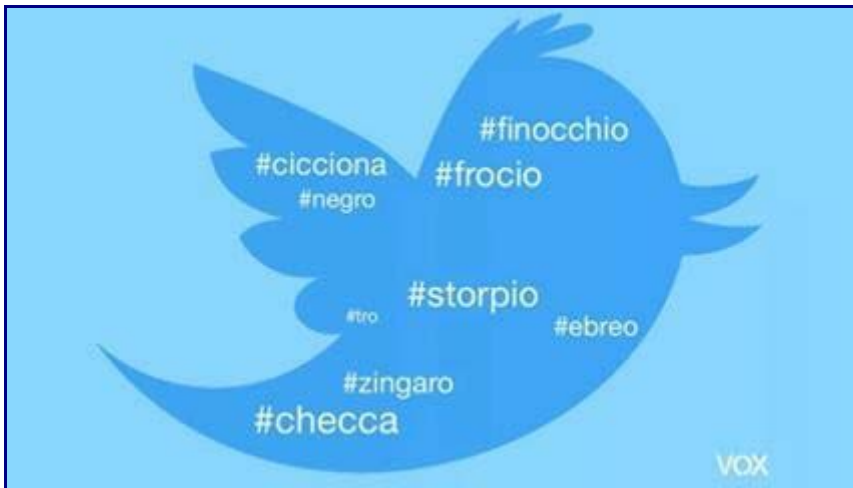 #finocchio
#cicciona
#frocio
#negro
#storpio
#tro
#ebreo
#zingaro
#checca
VOX